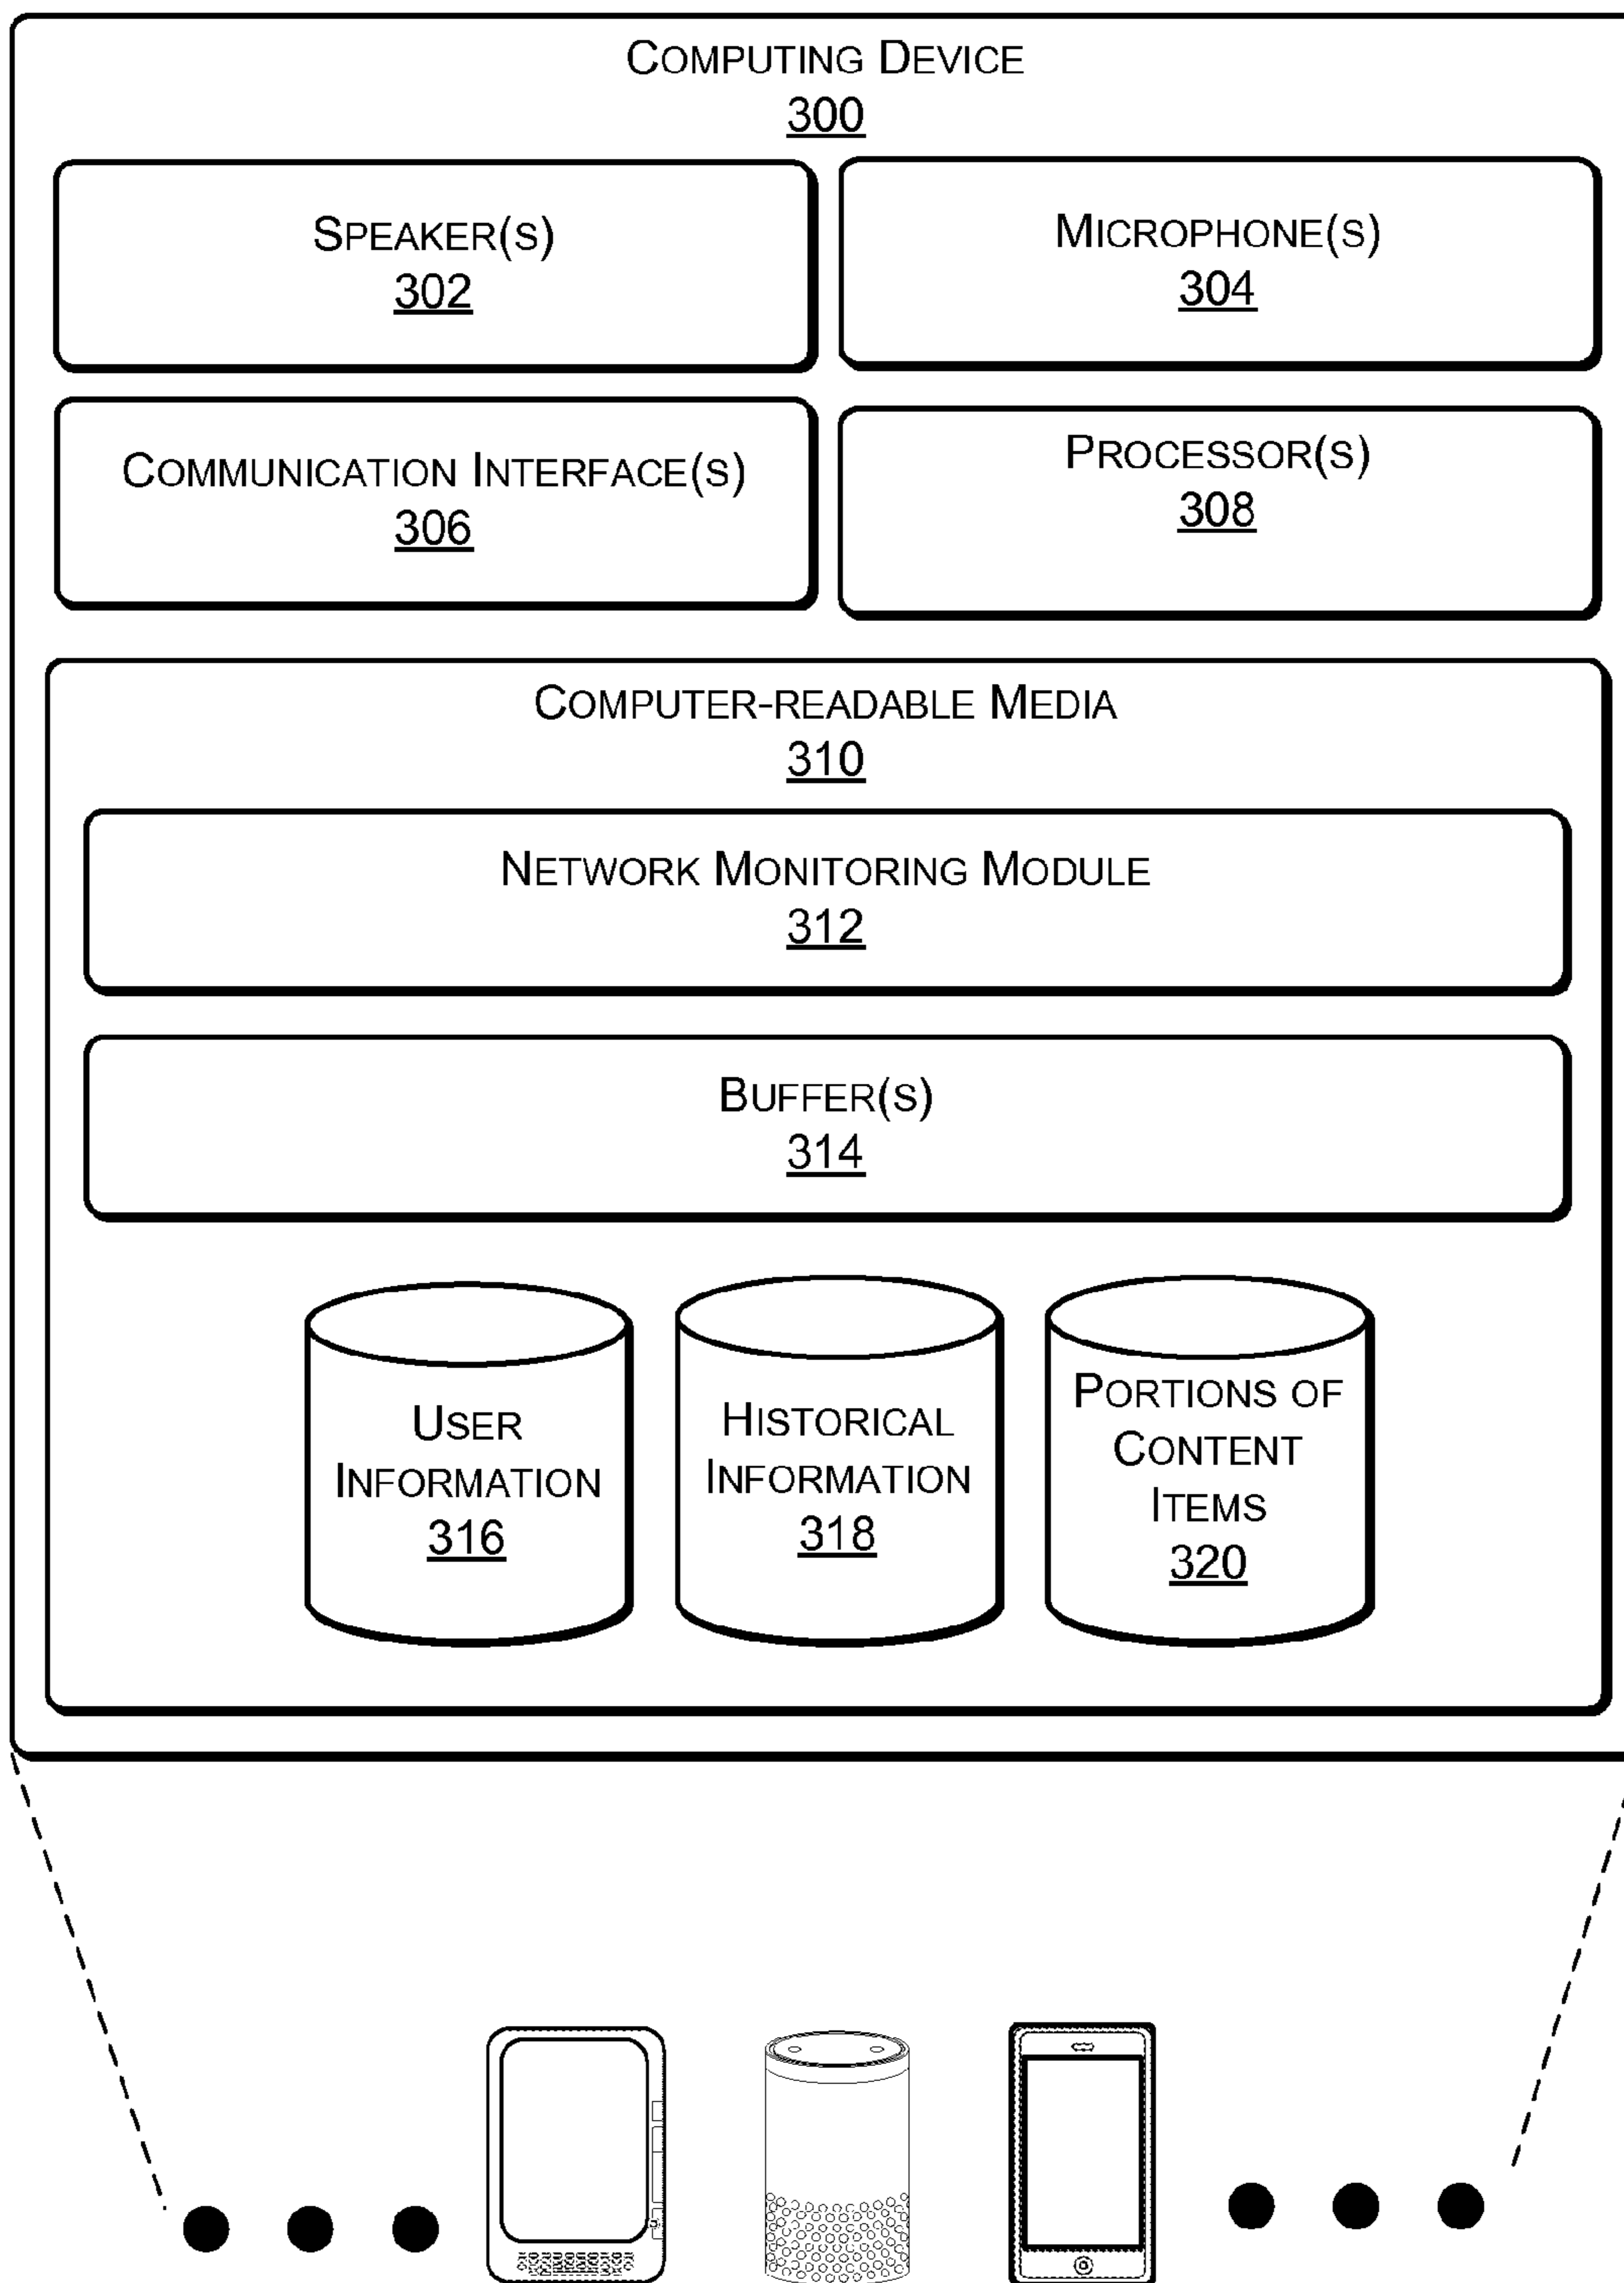 COMPUTING DEVICE
300
SPEAKER(S)
302
MICROPHONE(S)
304
COMMUNICATION INTERFACE(S)
306
PROCESSOR(S)
308
COMPUTER-READABLE MEDIA
310
NETWORK MONITORING MODULE
312
BUFFER(S)
314
USER
INFORMATION
316
HISTORICAL
INFORMATION
318
PORTIONS OF
CONTENT
ITEMS
320